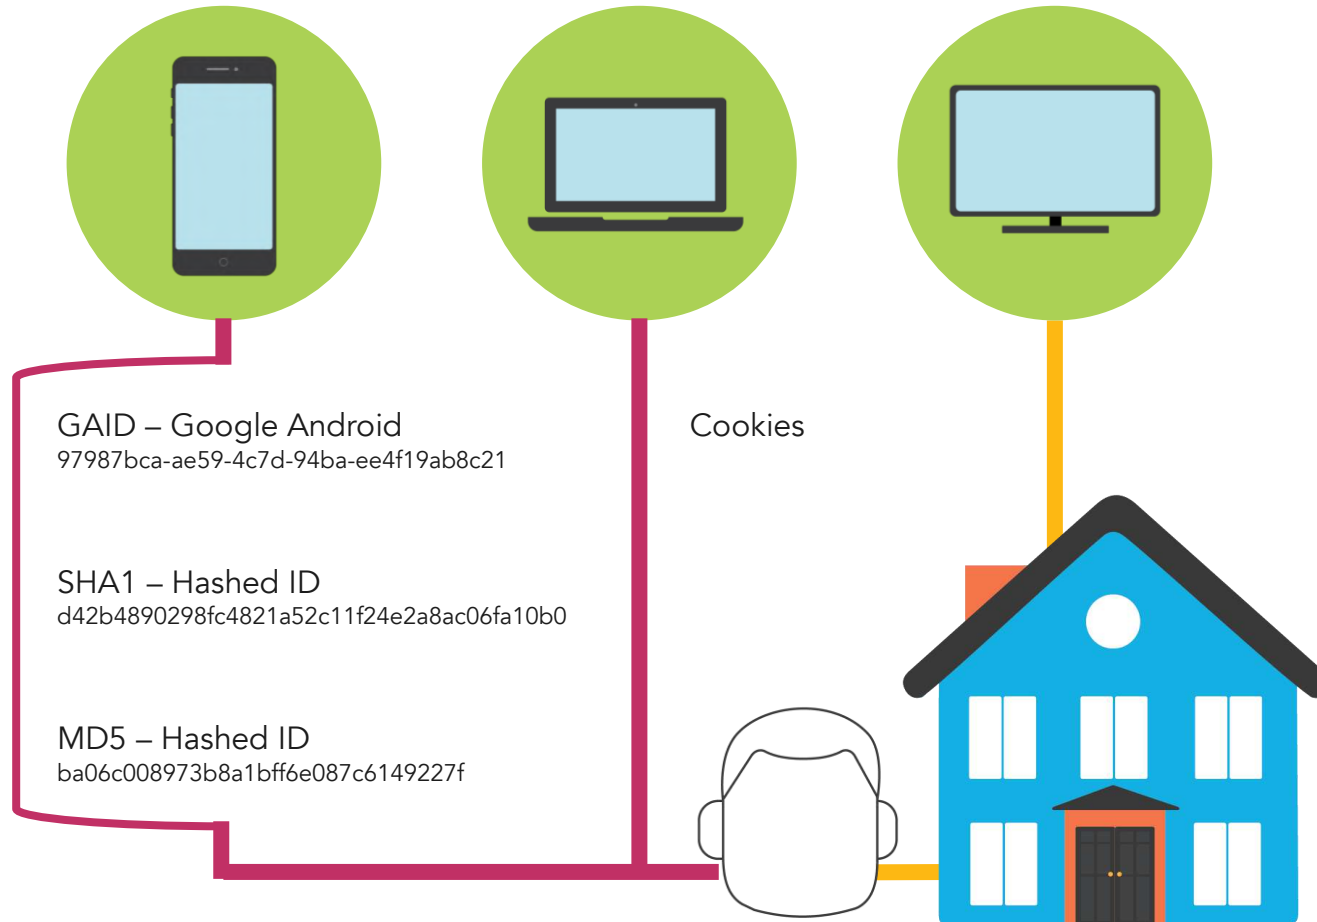 GAID – Google Android
97987bca-ae59-4c7d-94ba-ee4f19ab8c21
Cookies
SHA1 – Hashed ID
d42b4890298fc4821a52c11f24e2a8ac06fa10b0
MD5 – Hashed ID
ba06c008973b8a1bff6e087c6149227f